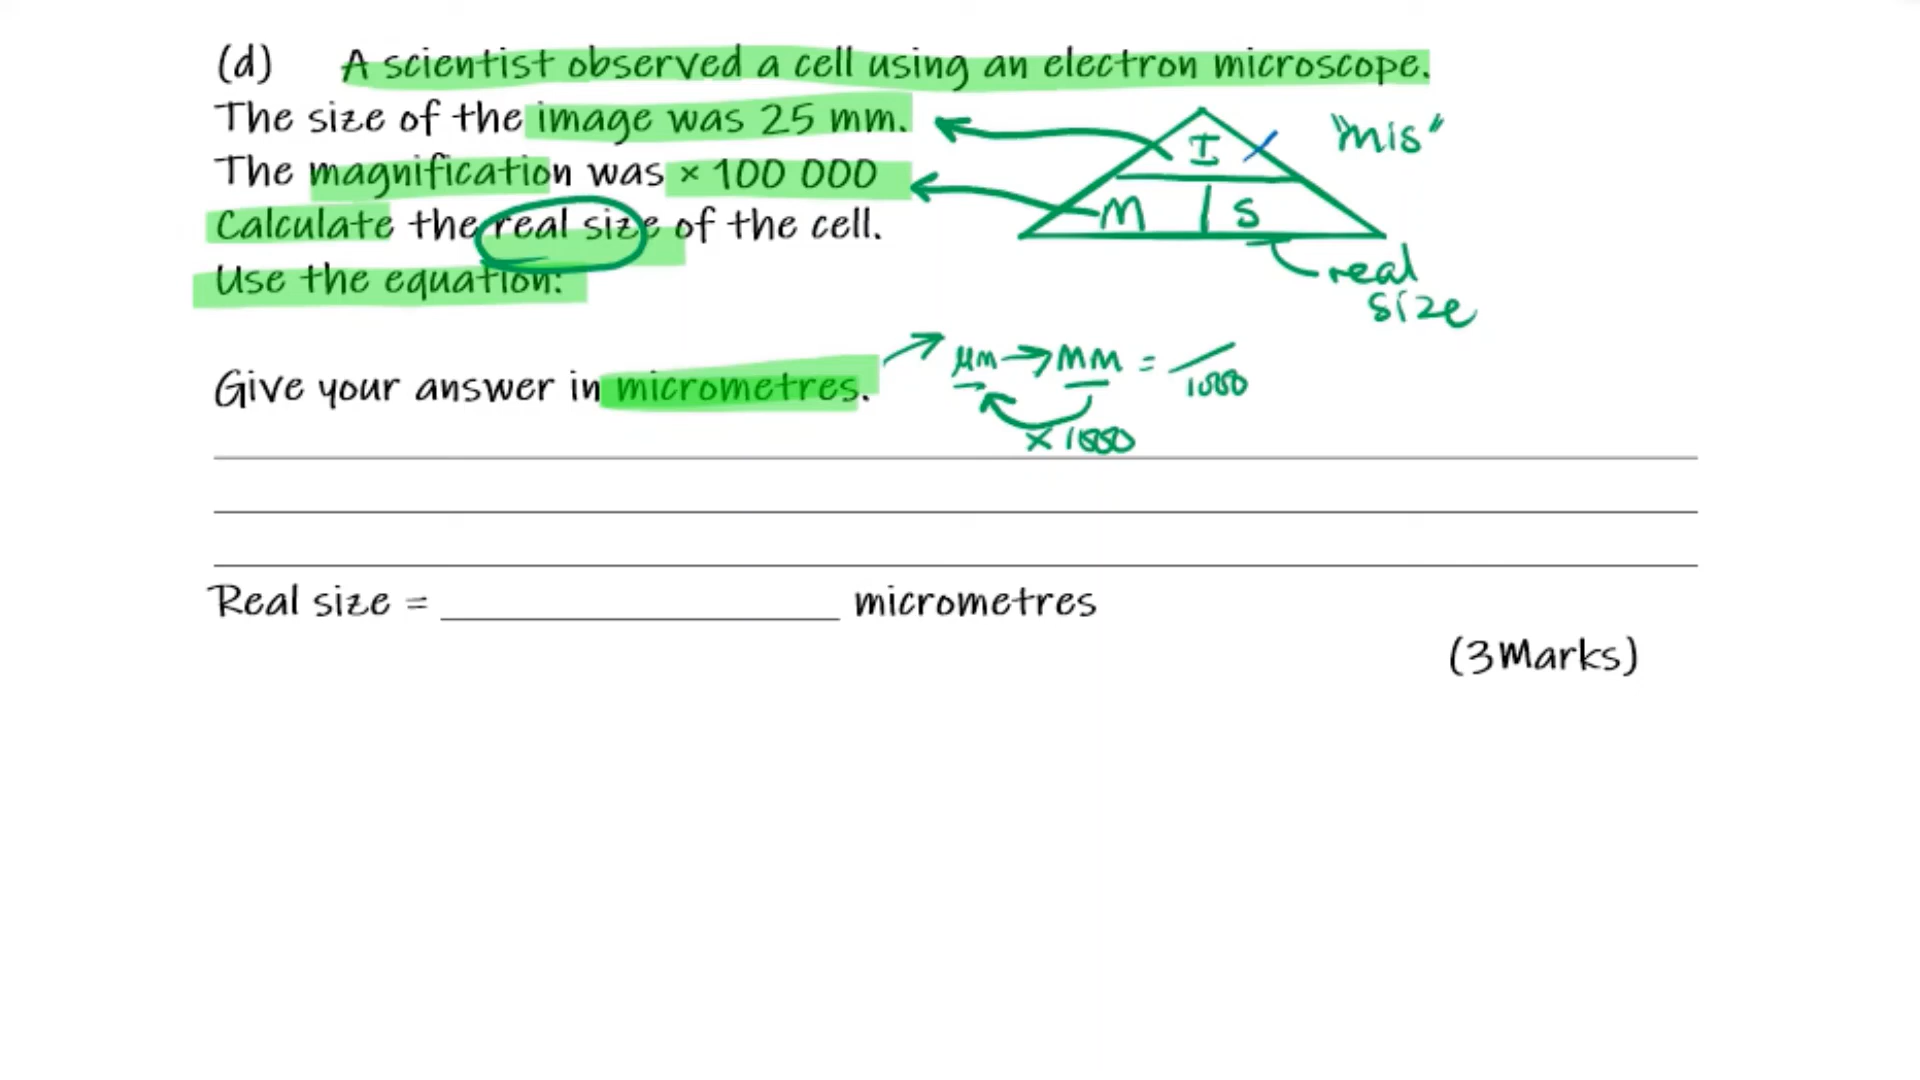 (d) A scientist observed a cell using an electron microscope.
The size of the image was 25 mm.
The magnification was × 100 000
Calculate the real size of the cell.
Use the equation:
I
M S
"mis"
real
size
Give your answer in micrometres.
μm → mm = /1000
×1000
Real size = ____________ micrometres
(3Marks)